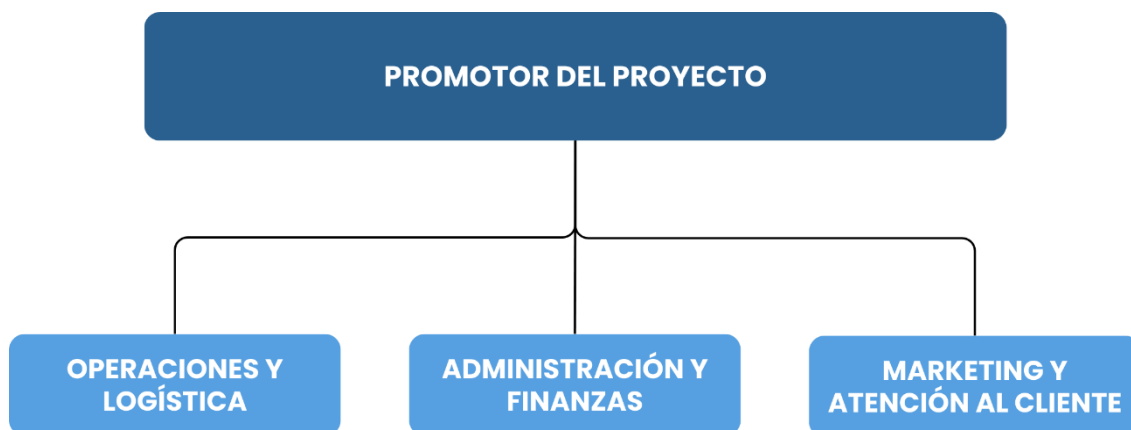 PROMOTOR DEL PROYECTO
OPERACIONES Y
LOGÍSTICA
ADMINISTRACIÓN Y
FINANZAS
MARKETING Y
ATENCIÓN AL CLIENTE